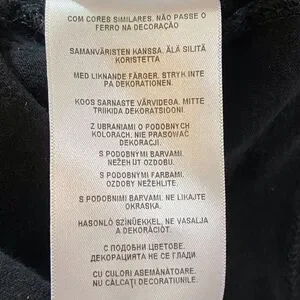 COM CORES SIMILARES. NÃO PASSE O
FERRO NA DECORAÇÃO
SAMANVÄRISTEN KANSSA. ÄLÄ SILITÄ
KORISTETTA
MED LIKNANDE FÄRGER. STRYK INTE
PÅ DEKORATIONEN.
KOOS SARNASTE VÄRVIDEGA. MITTE
TRIIKIDA DEKORATSIOONI.
Z UBRANIAMI O PODOBNYCH
KOLORACH. NIE PRASOWAĆ
DEKORACJI.
S PODOBNÝMI BARVAMI.
NEŽEHLIT OZDOBU.
S PODOBNÝMI FARBAMI.
OZDOBY NEŽEHLITE.
S PODOBNIMI BARVAMI. NE LIKAJTE
OKRASKA.
HASONLÓ SZÍNŰEKKEL. NE VASALJA
A DEKORÁCIÓT.
С ПОДОБНИ ЦВЕТОВЕ.
ДЕКОРАЦИЯТА НЕ СЕ ГЛАДИ.
CU CULORI ASEMĂNĂTOARE.
NU CĂLCAŢI DECORAŢIUNILE.